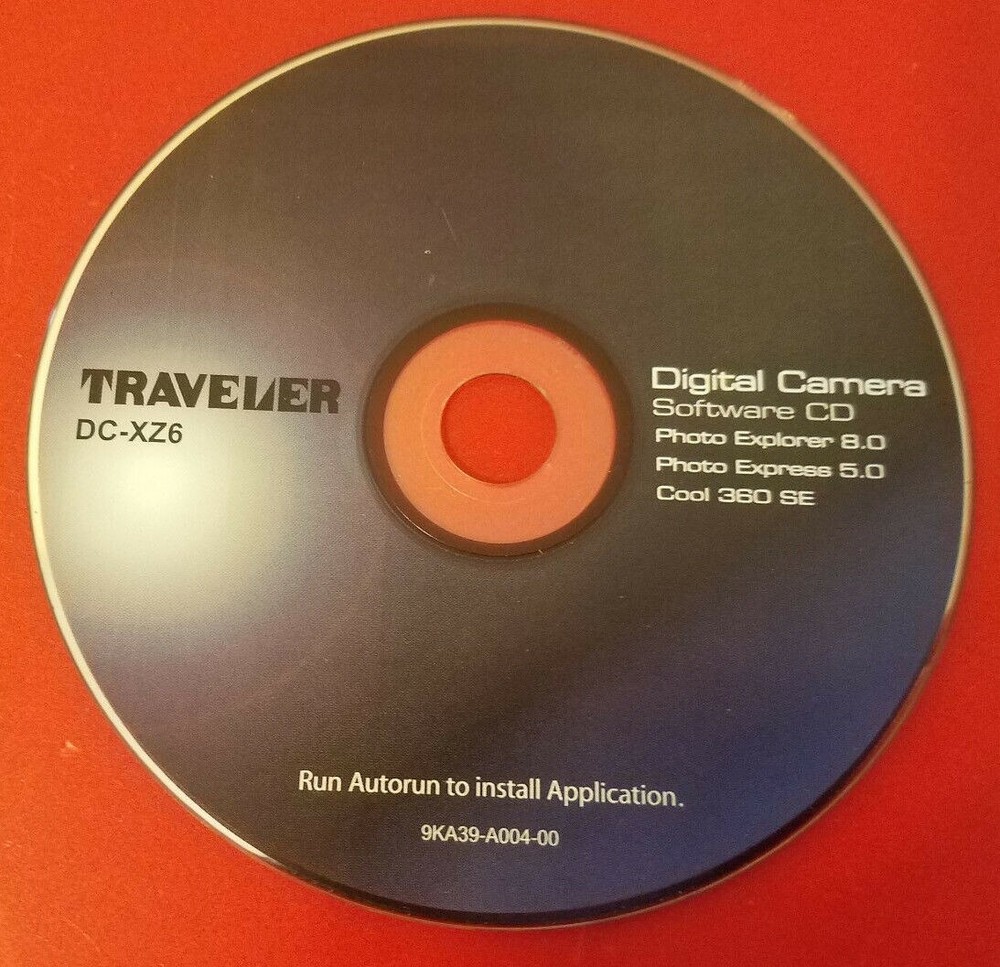 TRAVELER
DC-XZ6
Digital Camera
Software CD
Photo Explorer 8.0
Photo Express 5.0
Cool 360 SE
Run Autorun to install Application.
9KA39-A004-00